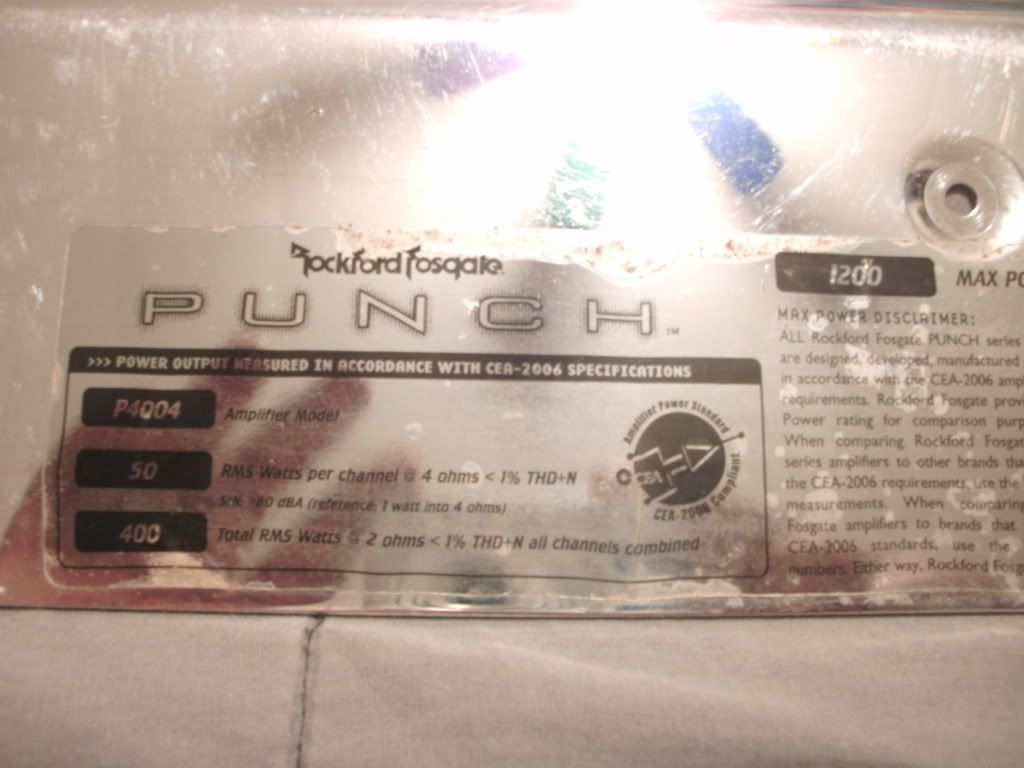 Rockford Fosgate
PUNCH™
>>> POWER OUTPUT MEASURED IN ACCORDANCE WITH CEA-2006 SPECIFICATIONS
P4004 Amplifier Model
50 RMS Watts per channel @ 4 ohms < 1% THD+N
S/N: >80 dBA (reference: 1 watt into 4 ohms)
400 Total RMS Watts @ 2 ohms < 1% THD+N all channels combined
Amplifier Power Standard
CEA
CEA-2006 Compliant
1200 MAX PO
MAX POWER DISCLAIMER:
ALL Rockford Fosgate PUNCH series
are designed, developed, manufactured
in accordance with the CEA-2006 amp
requirements. Rockford Fosgate prov
Power rating for comparison purp
When comparing Rockford Fosgat
series amplifiers to other brands tha
the CEA-2006 requirements, use the
measurements. When comparing
Fosgate amplifiers to brands that
CEA-2006 standards, use the
numbers. Either way, Rockford Fosg